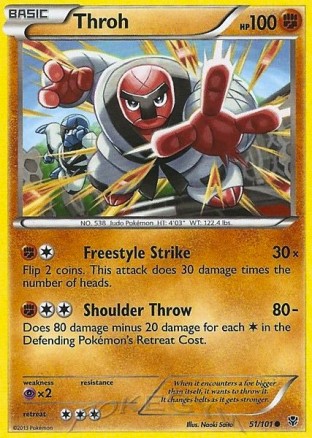 BASIC
Throh
HP100
NO. 538 Judo Pokémon HT: 4'03" WT: 122.4 lbs.
Freestyle Strike 30×
Flip 2 coins. This attack does 30 damage times the
number of heads.
Shoulder Throw 80-
Does 80 damage minus 20 damage for each in the
Defending Pokémon's Retreat Cost.
weakness resistance
×2
When it encounters a foe bigger than
itself, it wants to throw it.
It changes belts as it gets stronger.
retreat
©2013 Pokémon
Illus. Naoki Saito
51/101